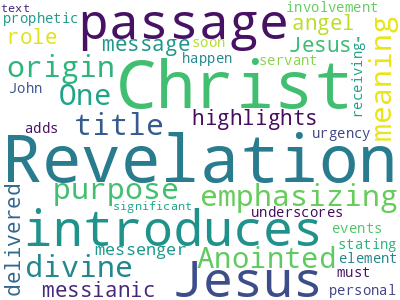 text
involvement
prophetic
passage
angel
soon
role
message
Jesus
happen
origin
servant
Christ
John
One
receiving
meaning
adds
title
highlights
urgency
Revelation
purpose
emphasizing
significant
delivered
introduces
underscores
events
messenger
Anointed
stating
divine
element
Jesus
must
messianic
personal